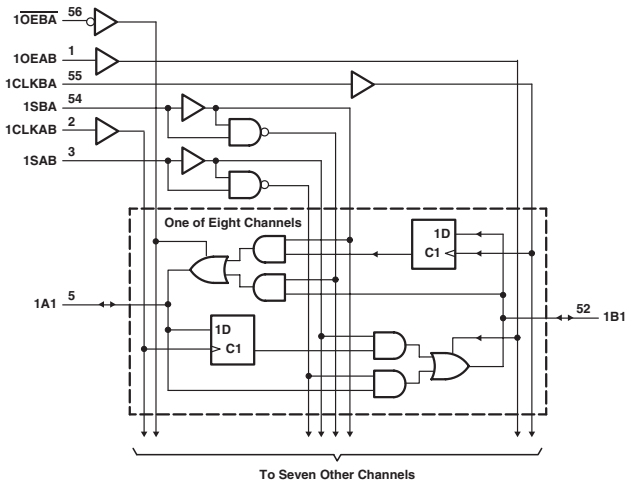 1OEBA 56
1OEAB 1
1CLKBA 55
1SBA 54
1CLKAB 2
1SAB 3
One of Eight Channels
1D
C1
1A1 5
1D
C1
52 1B1
To Seven Other Channels